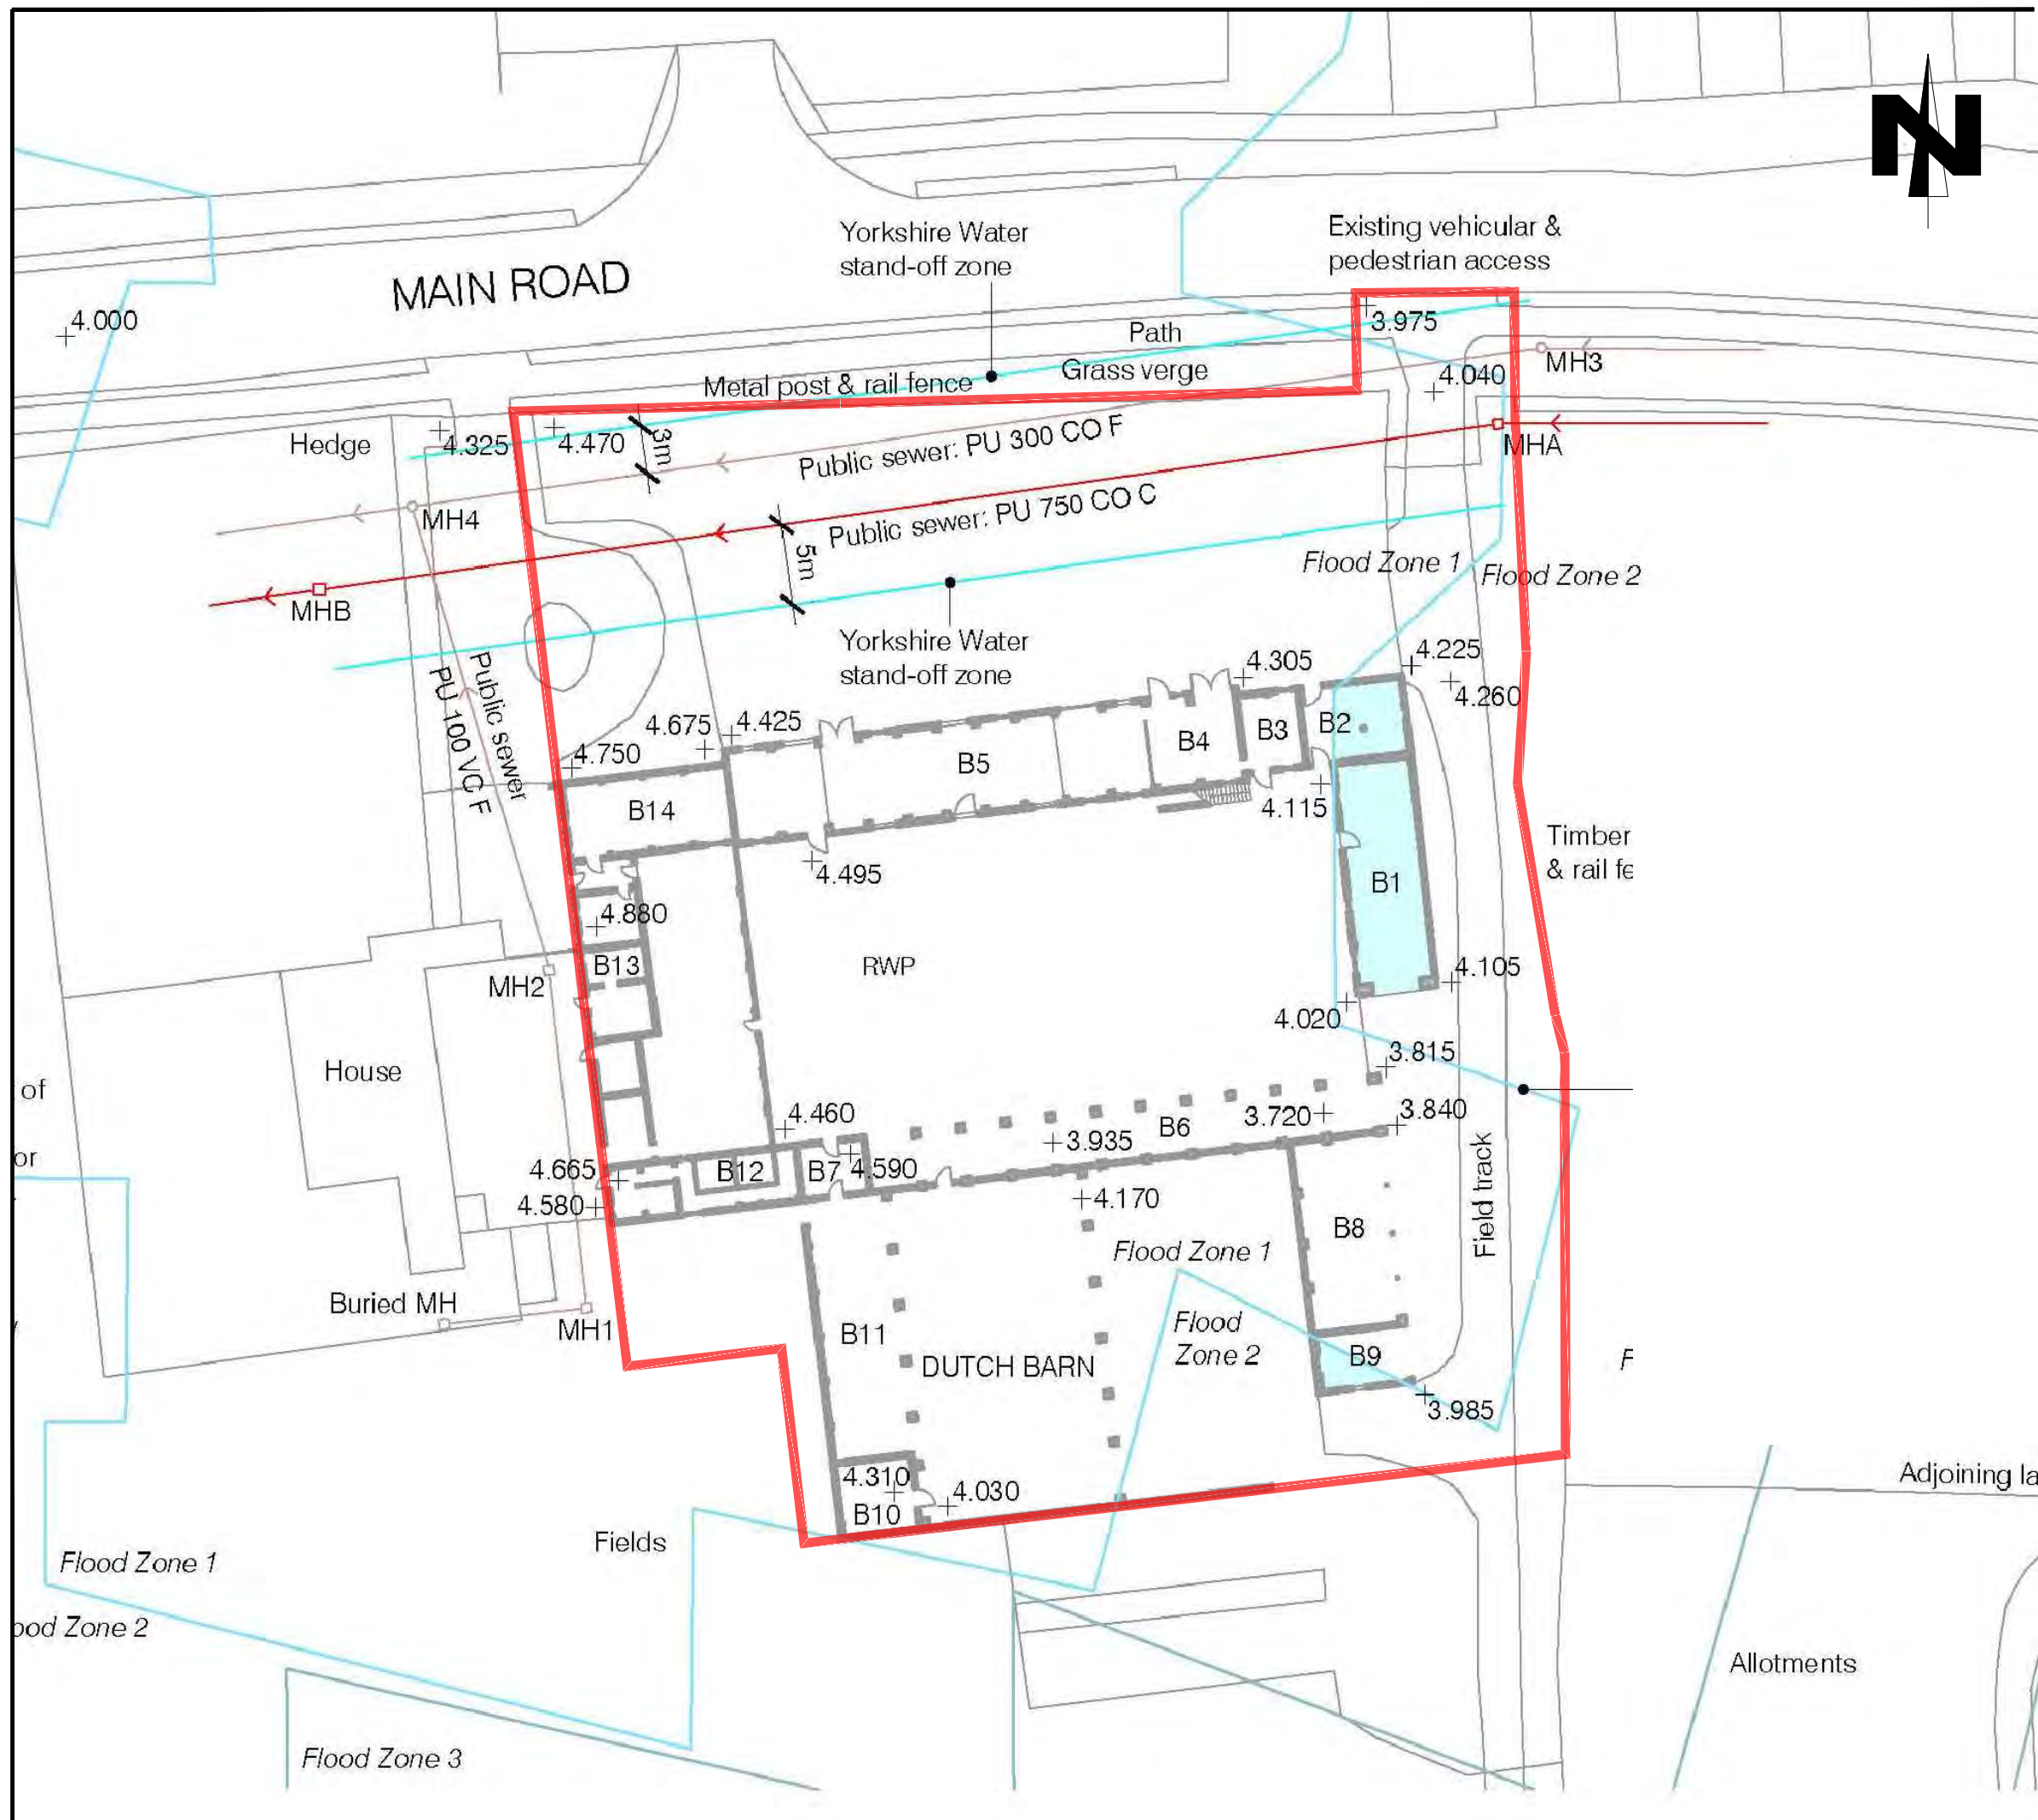 N
Yorkshire Water
stand-off zone
Existing vehicular &
pedestrian access
MAIN ROAD
4.000
3.975
Path
MH3
Metal post & rail fence
Grass verge
4.040
Hedge
4.325
4.470
3m
Public sewer: PU 300 CO F
MHA
MH4
Public sewer: PU 750 CO C
5m
Flood Zone 1
Flood Zone 2
MHB
Yorkshire Water
stand-off zone
Public sewer
PU 100 VC F
4.225
4.305
4.260
4.675
4.425
B2
B3
B4
B5
4.750
4.115
B14
Timber
& rail fe
4.495
B1
4.880
B13
RWP
4.105
MH2
4.020
3.815
House
of
4.460
3.720
3.840
B6
3.935
or
4.665
B12
B7
4.590
4.580
4.170
Field track
B8
Flood Zone 1
Buried MH
MH1
B11
Flood
Zone 2
B9
F
DUTCH BARN
3.985
4.310
4.030
B10
Adjoining la
Fields
Flood Zone 1
ood Zone 2
Allotments
Flood Zone 3